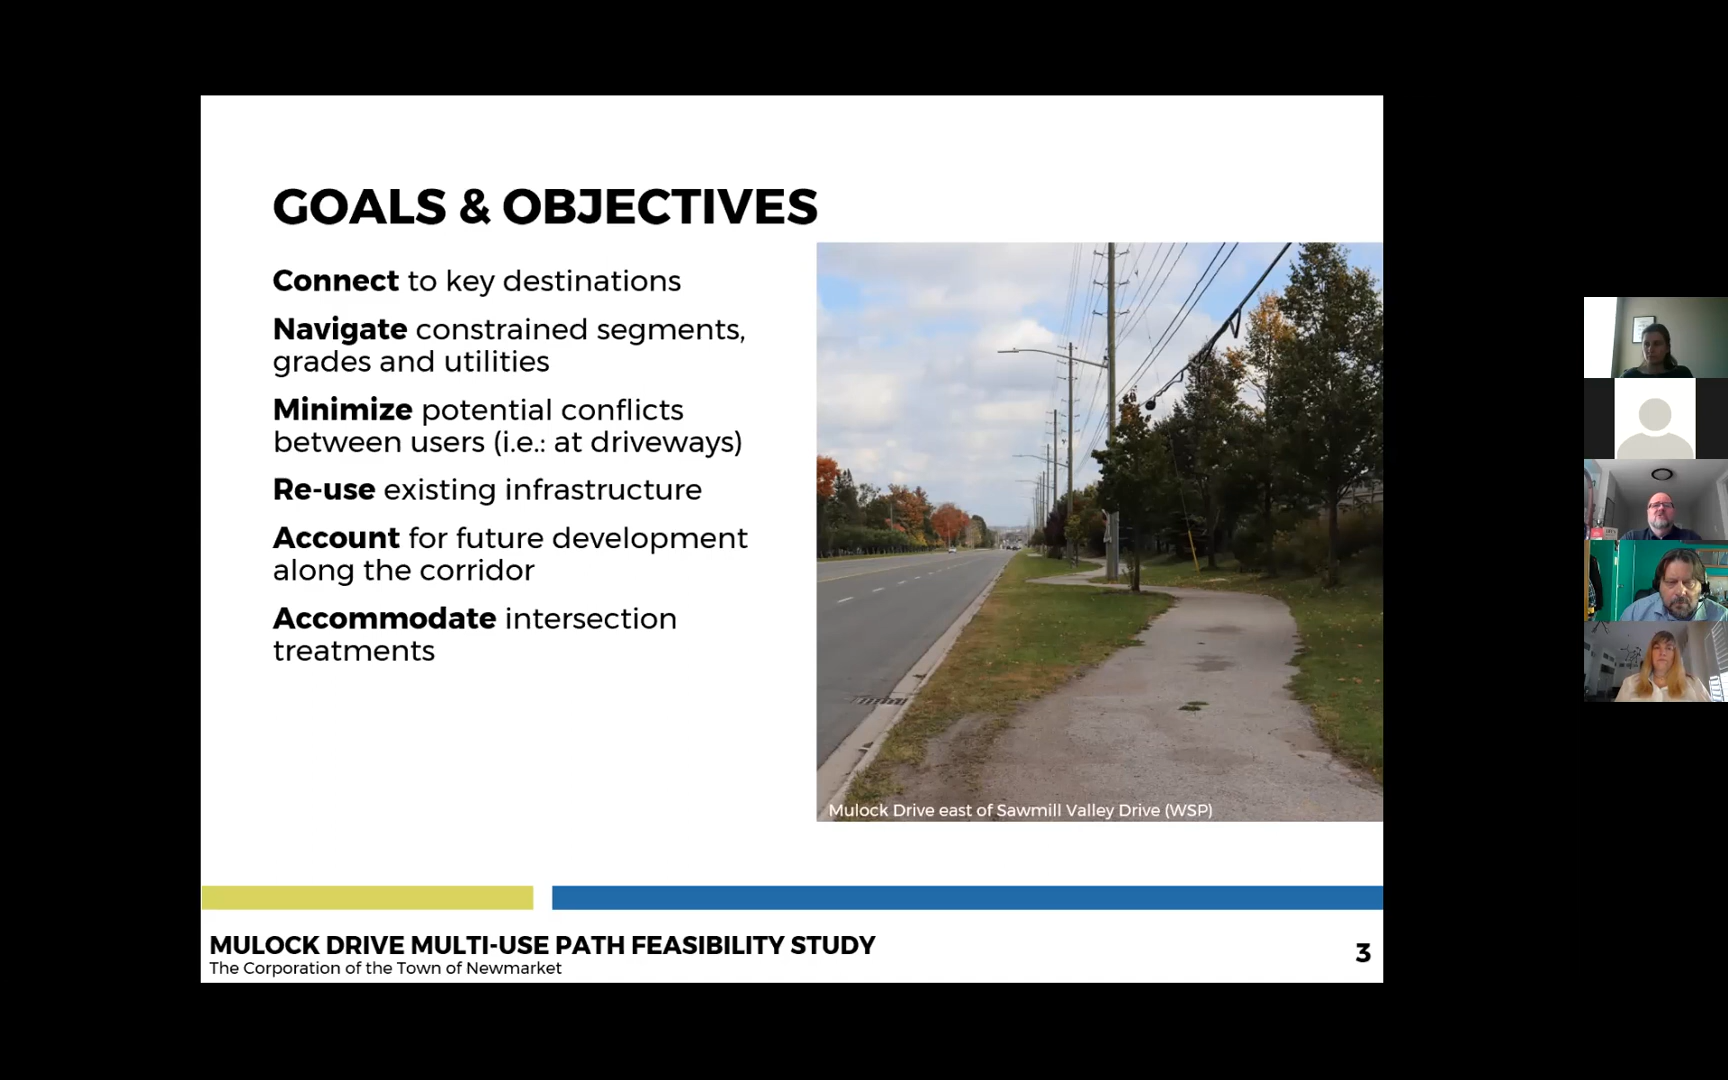 GOALS & OBJECTIVES
Connect to key destinations
Navigate constrained segments,
grades and utilities
Minimize potential conflicts
between users (i.e.: at driveways)
Re-use existing infrastructure
Account for future development
along the corridor
Accommodate intersection
treatments
Mulock Drive east of Sawmill Valley Drive (WSP)
MULOCK DRIVE MULTI-USE PATH FEASIBILITY STUDY
The Corporation of the Town of Newmarket
3